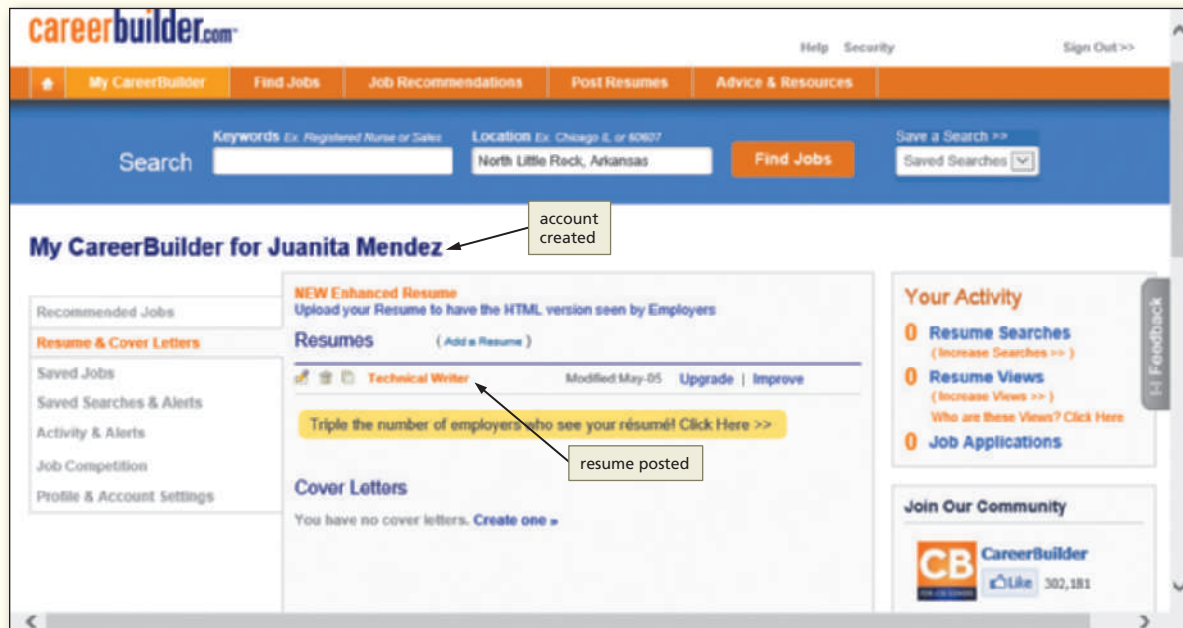 careerbuilder.com
Help Security Sign Out >>
My CareerBuilder Find Jobs Job Recommendations Post Resumes Advice & Resources
Keywords Ex. Registered Nurse or Sales Location Ex. Chicago IL or 60607 Save a Search >>
Search North Little Rock, Arkansas Find Jobs Saved Searches
account
created
My CareerBuilder for Juanita Mendez
Recommended Jobs
Resume & Cover Letters
Saved Jobs
Saved Searches & Alerts
Activity & Alerts
Job Competition
Profile & Account Settings
NEW Enhanced Resume
Upload your Resume to have the HTML version seen by Employers
Resumes (Add a Resume)
Technical Writer Modified May-05 Upgrade | Improve
Triple the number of employers who see your résumé! Click Here >>
resume posted
Cover Letters
You have no cover letters. Create one »
Your Activity
0 Resume Searches
(Increase Searches >>)
0 Resume Views
(Increase Views >>)
Who are these Views? Click Here
0 Job Applications
Join Our Community
CB CareerBuilder
Like 302,181
[-] Feedback